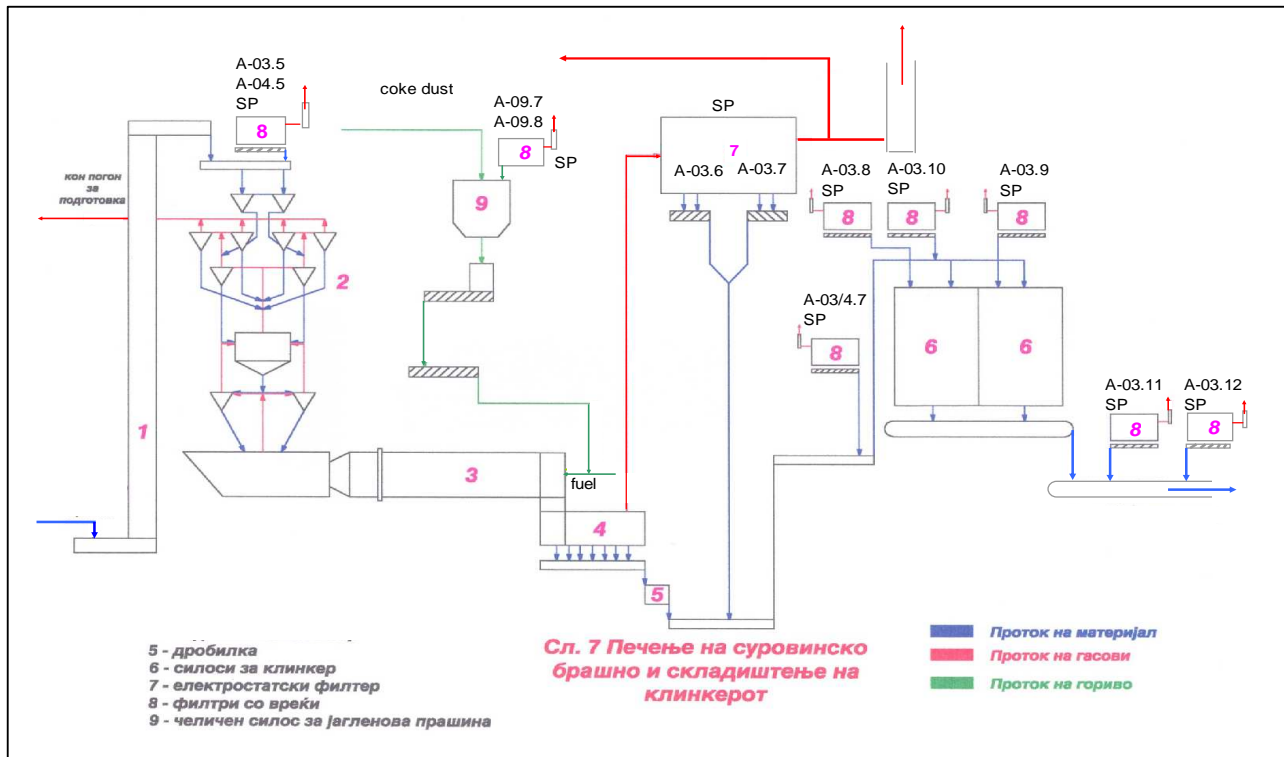 A-03.5
A-04.5
SP
8
coke dust
A-09.7
A-09.8
8
SP
9
кон погон
за
подготовка
1
2
SP
7
A-03.6
A-03.7
A-03.8
SP
8
A-03.10
SP
8
A-03.9
SP
8
A-03/4.7
SP
8
6
6
A-03.11
SP
8
A-03.12
SP
8
3
fuel
4
5
5 - дробилка
6 - силоси за клинкер
7 - електростатски филтер
8 - филтри со вреќи
9 - челичен силос за јагленова прашина
Сл. 7 Печење на суровинско
брашно и складиштење на
клинкерот
Проток на материјал
Проток на гасови
Проток на гориво